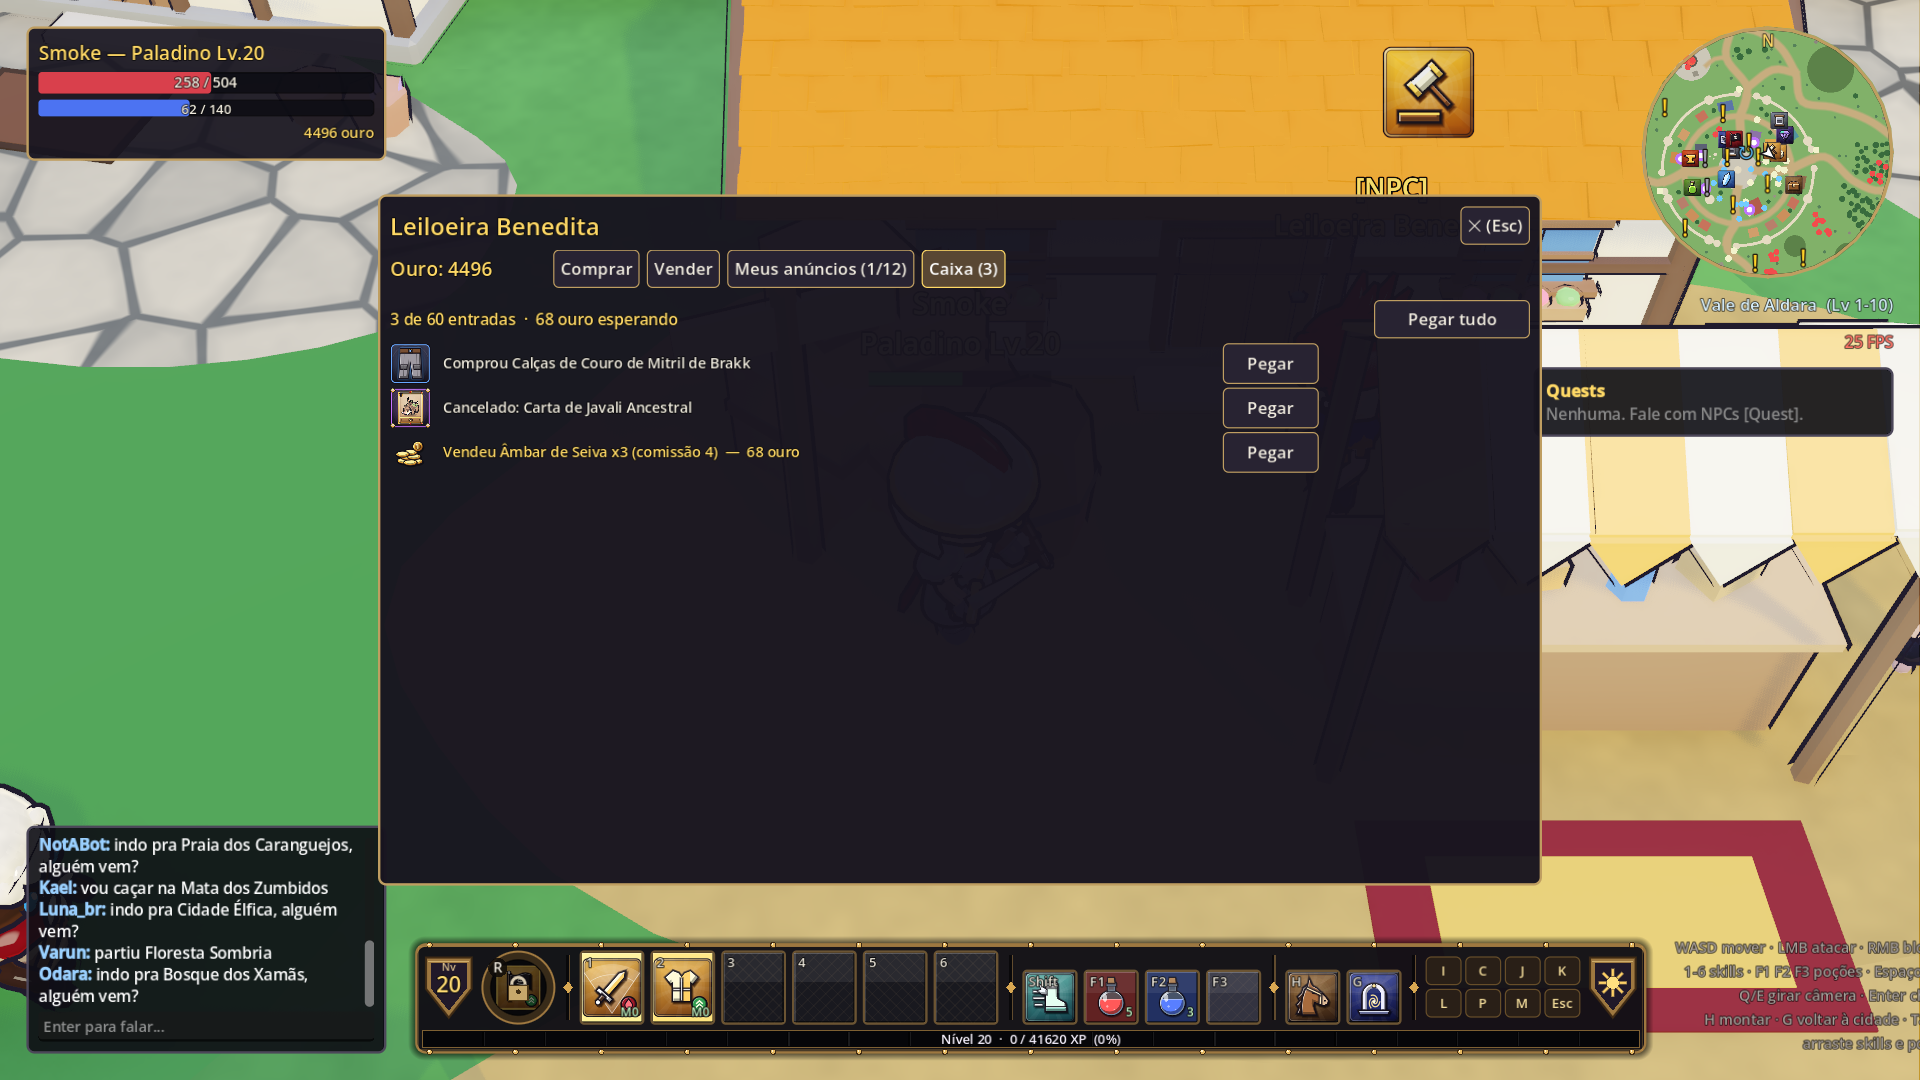 Smoke — Paladino Lv.20
258 / 504
62 / 140
4496 ouro
N
[NPC]
Leiloeira Benedita
(Esc)
Ouro: 4496
Comprar
Vender
Meus anúncios (1/12)
Caixa (3)
3 de 60 entradas · 68 ouro esperando
Pegar tudo
Smoke
Paladino Lv.20
Comprou Calças de Couro de Mitril de Brakk
Pegar
Cancelado: Carta de Javali Ancestral
Pegar
Vendeu Âmbar de Seiva x3 (comissão 4) — 68 ouro
Pegar
Vale de Aldara (Lv 1-10)
25 FPS
Quests
Nenhuma. Fale com NPCs [Quest].
NotABot: indo pra Praia dos Caranguejos,
alguém vem?
Kael: vou caçar na Mata dos Zumbidos
Luna_br: indo pra Cidade Élfica, alguém
vem?
Varun: partiu Floresta Sombria
Odara: indo pra Bosque dos Xamãs,
alguém vem?
Enter para falar...
Nv
20
R
1
M0
2
M0
3
4
5
6
Shift
F1
5
F2
3
F3
H
G
I
C
J
K
L
P
M
Esc
Nível 20 · 0 / 41620 XP (0%)
WASD mover · LMB atacar · RMB
1-6 skills · F1 F2 F3 poções ·
Q/E girar câmera · Enter
H montar · G voltar à cidade ·
arraste skills e